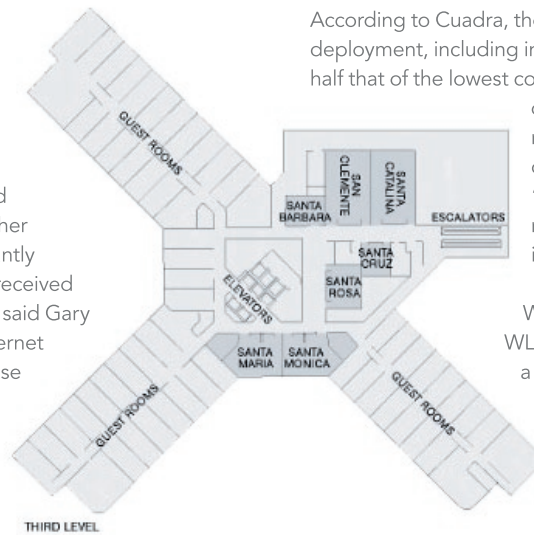 According to Cuadra, the
deployment, including in
half that of the lowest co
ntly
received
said Gary
ernet
se
W
WL
a
GUEST ROOMS
SAN
CLEMENTE
SANTA
CATALINA
SANTA
BARBARA
ESCALATORS
SANTA
CRUZ
SANTA
ROSA
ELEVATORS
SANTA
MARIA
SANTA
MONICA
GUEST ROOMS
GUEST ROOMS
THIRD LEVEL